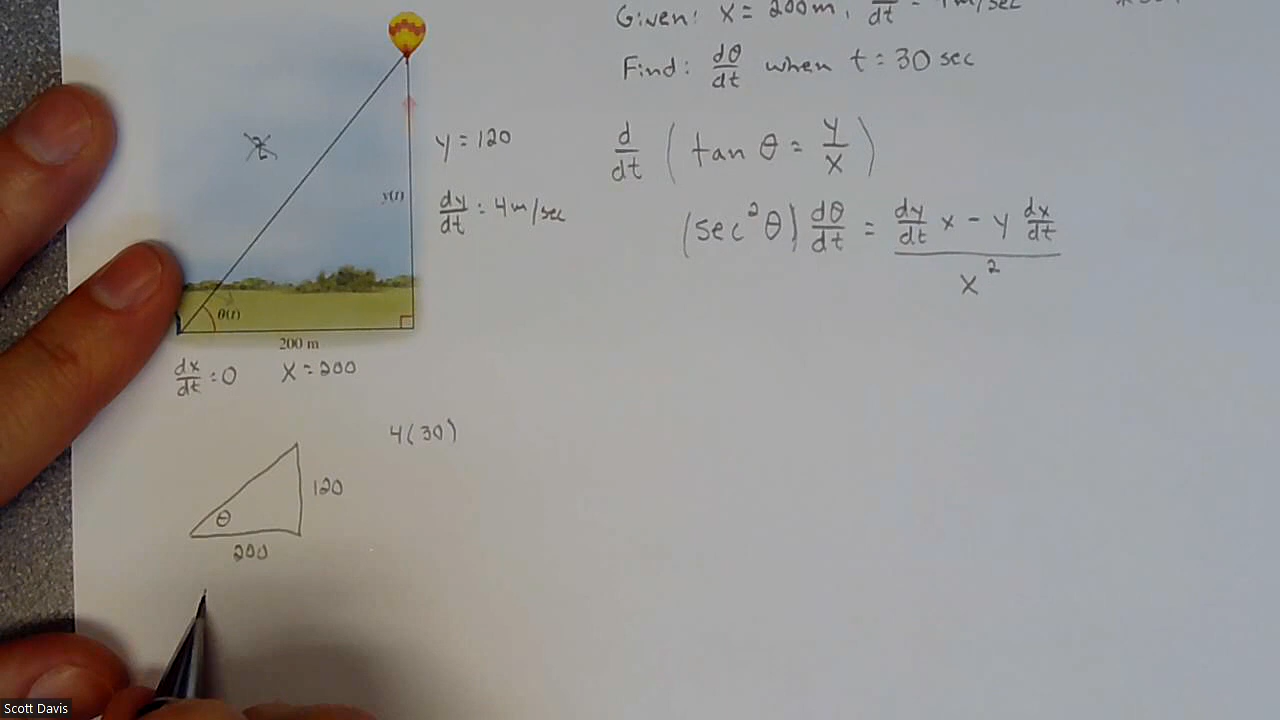 Given: x = 200m, dy/dt = 4m/sec
Find: dθ/dt when t = 30 sec
z
y = 120
d/dt ( tan θ = y/x )
y(t)
dy/dt = 4m/sec
(sec²θ) dθ/dt = (dy/dt x - y dx/dt)/x²
θ(t)
200 m
dx/dt = 0 x = 200
4(30)
120
θ
200
Scott Davis